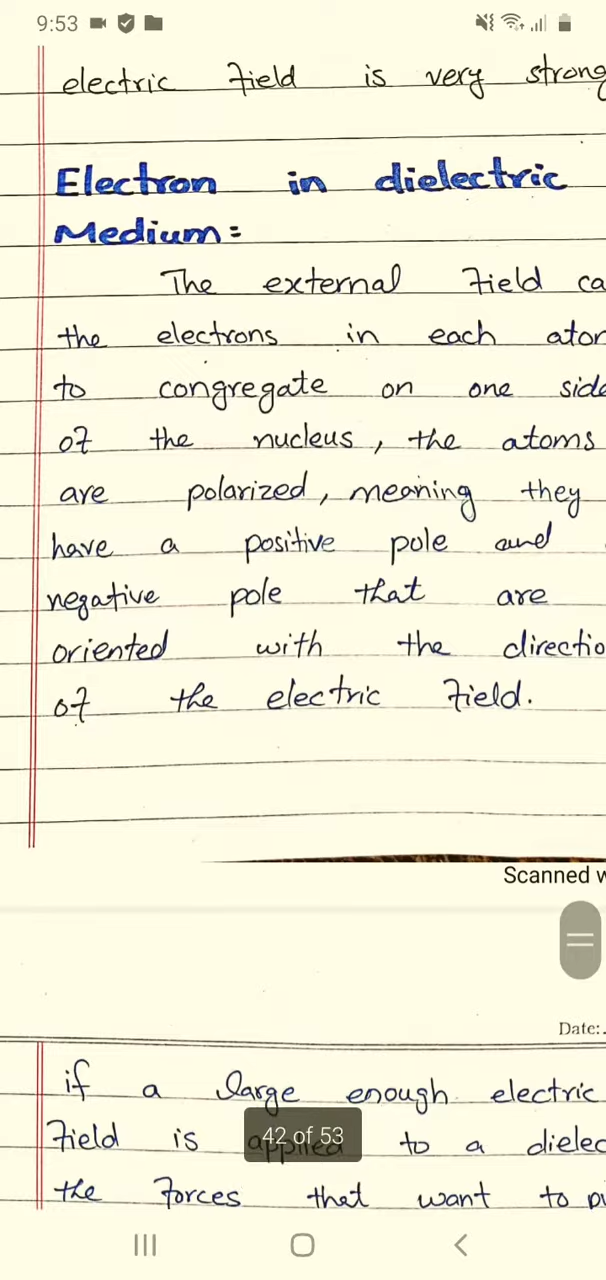 9:53
electric field is very strong
Electron in dielectric
Medium:
The external field ca
the electrons in each ato
to congregate on one side
of the nucleus, the atoms
are polarized, meaning they
have a positive pole and
negative pole that are
oriented with the directio
of the electric field.
Scanned w
Date:
if a large enough electric
field is applied to a dielec
42 of 53
the forces that want to pu